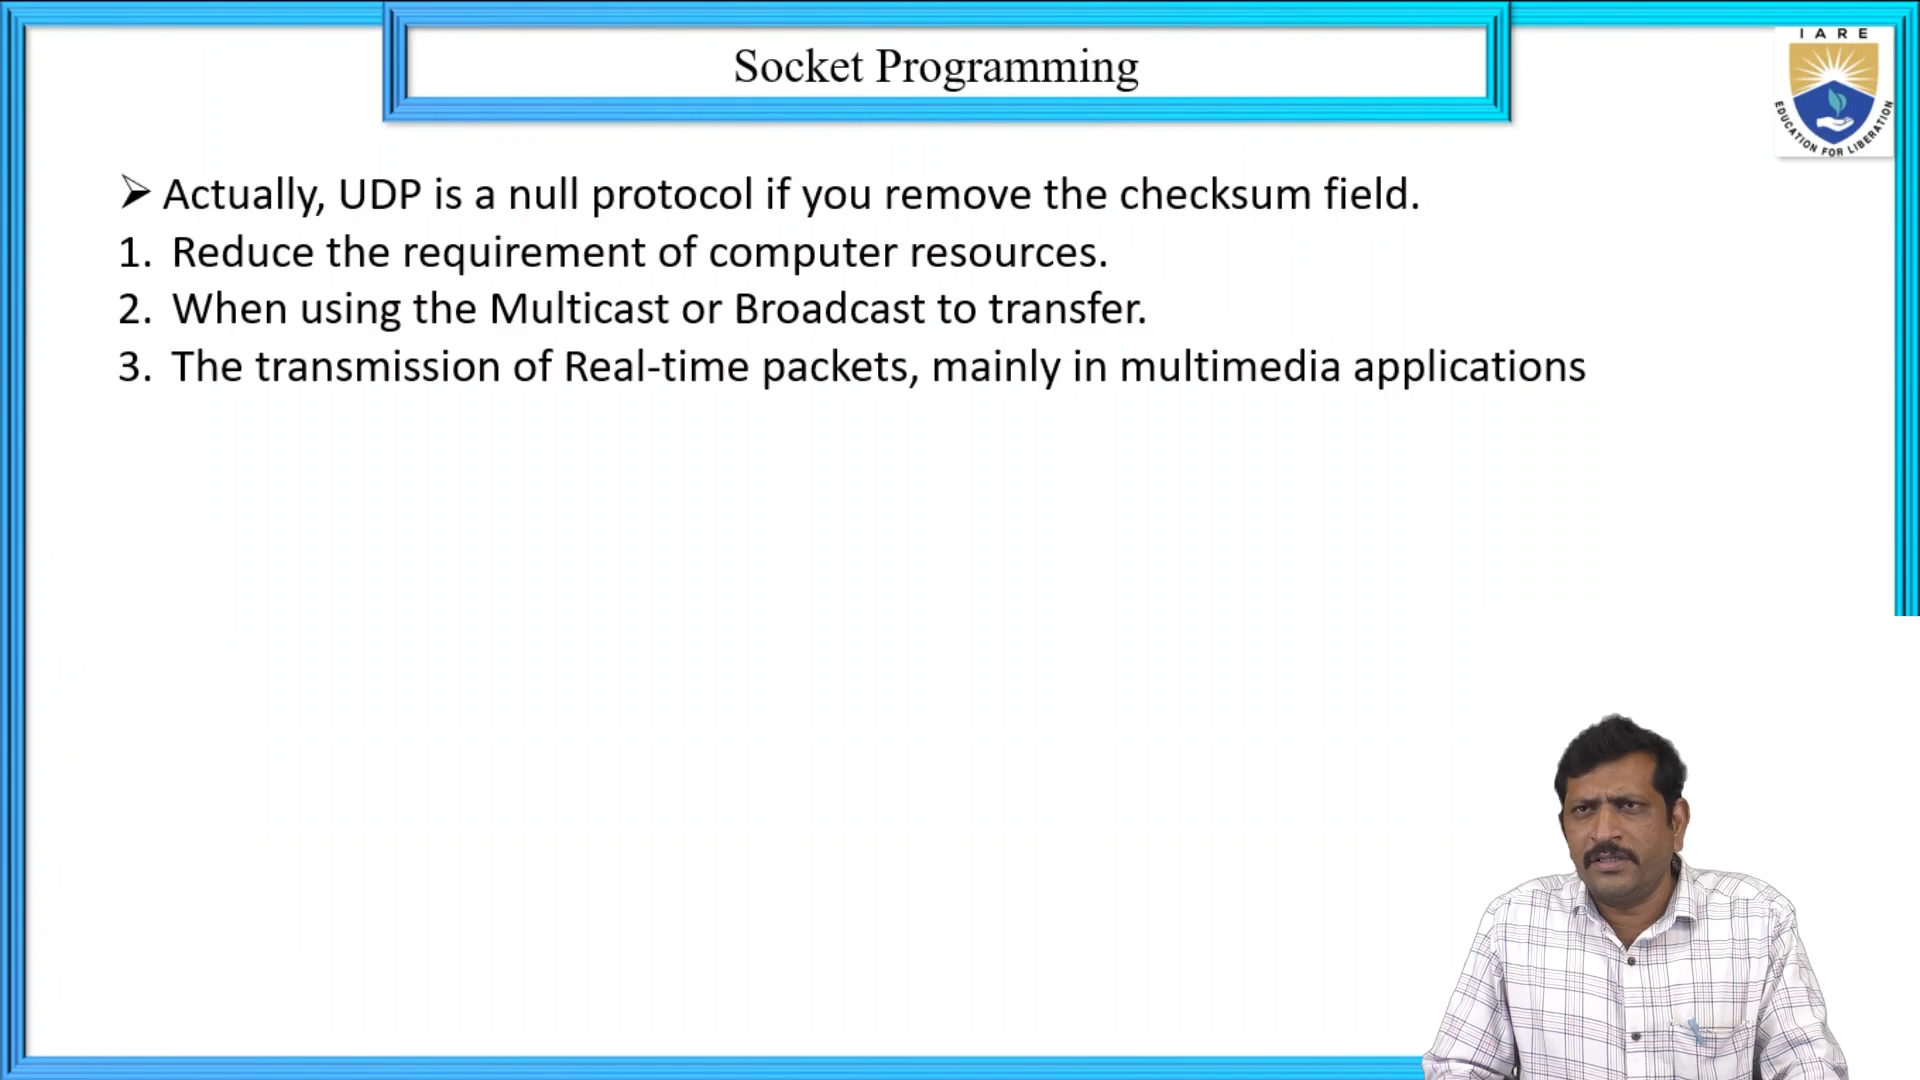 Socket Programming
I A R E
EDUCATION FOR LIBERATION
➤ Actually, UDP is a null protocol if you remove the checksum field.
1. Reduce the requirement of computer resources.
2. When using the Multicast or Broadcast to transfer.
3. The transmission of Real-time packets, mainly in multimedia applications